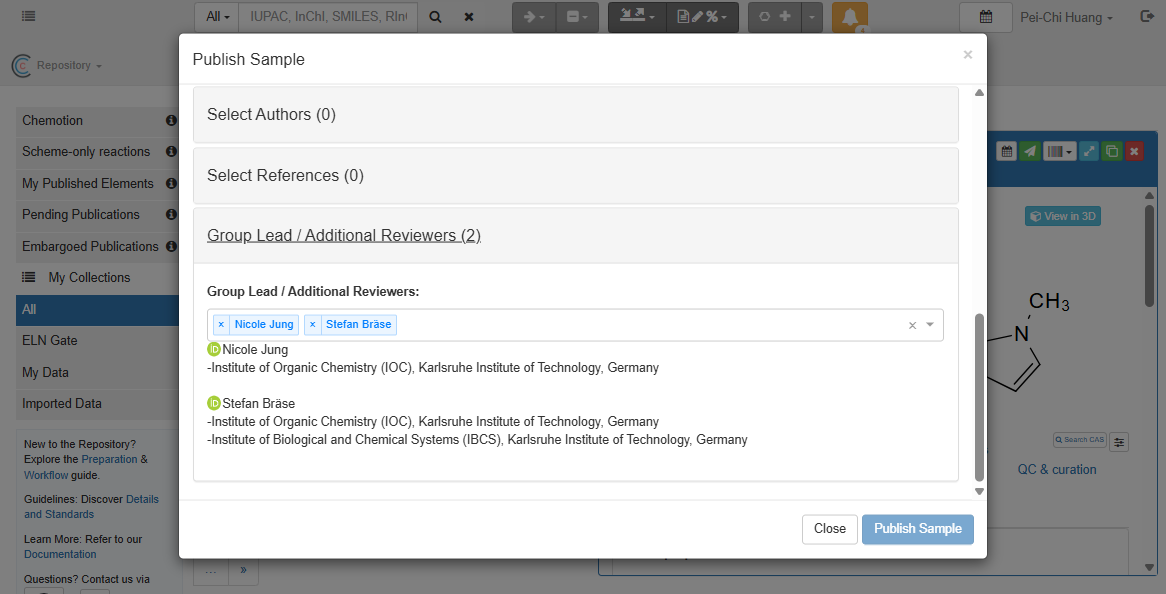 All
IUPAC, InChI, SMILES, RInC
Pei-Chi Huang
Repository
Publish Sample
×
Select Authors (0)
Select References (0)
Group Lead / Additional Reviewers (2)
Group Lead / Additional Reviewers:
× Nicole Jung × Stefan Bräse ×
iD Nicole Jung
-Institute of Organic Chemistry (IOC), Karlsruhe Institute of Technology, Germany
iD Stefan Bräse
-Institute of Organic Chemistry (IOC), Karlsruhe Institute of Technology, Germany
-Institute of Biological and Chemical Systems (IBCS), Karlsruhe Institute of Technology, Germany
Close
Publish Sample
Chemotion
Scheme-only reactions
My Published Elements
Pending Publications
Embargoed Publications
My Collections
All
ELN Gate
My Data
Imported Data
New to the Repository?
Explore the Preparation &
Workflow guide.
Guidelines: Discover Details
and Standards
Learn More: Refer to our
Documentation
Questions? Contact us via
... »
View in 3D
CH3
N
Search CAS
QC & curation